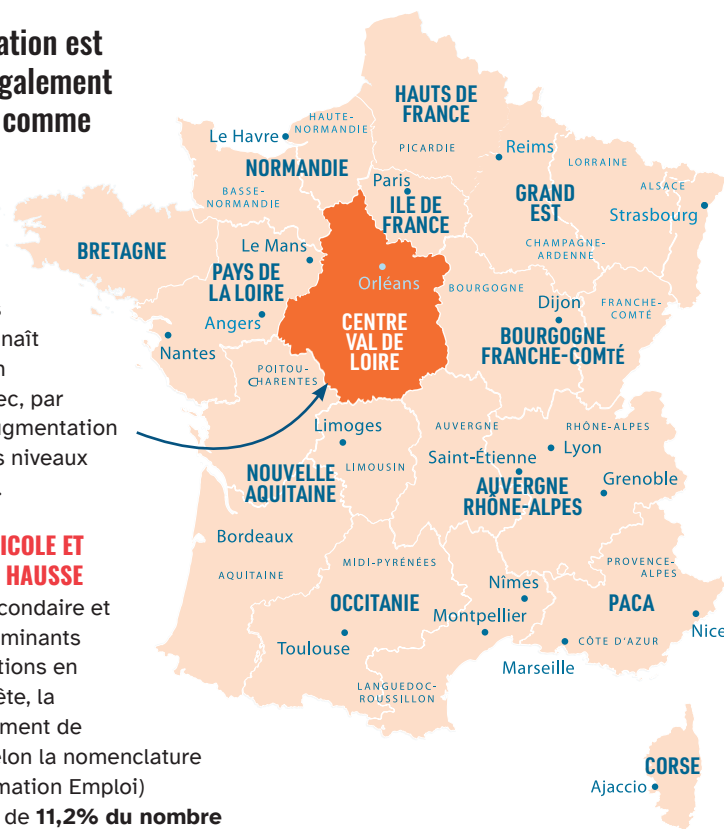 ation est
également
comme
naît
n
ec, par
ugmentation
s niveaux
ICOLE ET
HAUSSE
condaire et
minants
tions en
ête, la
ment de
elon la nomenclature
mation Emploi)
de 11,2% du nombre
HAUTS DE
FRANCE
HAUTE-
NORMANDIE
Le Havre
PICARDIE
Reims
NORMANDIE
LORRAINE
Paris
ALSACE
BASSE-
NORMANDIE
ILE DE
FRANCE
GRAND
EST
Strasbourg
BRETAGNE
Le Mans
CHAMPAGNE-
ARDENNE
PAYS DE
LA LOIRE
Orléans
BOURGOGNE
Dijon
FRANCHE-
COMTÉ
Angers
CENTRE
VAL DE
LOIRE
BOURGOGNE
FRANCHE-COMTÉ
Nantes
POITOU-
CHARENTES
Limoges
AUVERGNE
RHÔNE-ALPES
Lyon
Saint-Étienne
LIMOUSIN
NOUVELLE
AQUITAINE
AUVERGNE
RHÔNE-ALPES
Grenoble
Bordeaux
MIDI-PYRÉNÉES
PROVENCE-
ALPES
AQUITAINE
Nîmes
OCCITANIE
Montpellier
PACA
Nice
Toulouse
CÔTE D'AZUR
Marseille
LANGUEDOC-
ROUSSILLON
CORSE
Ajaccio